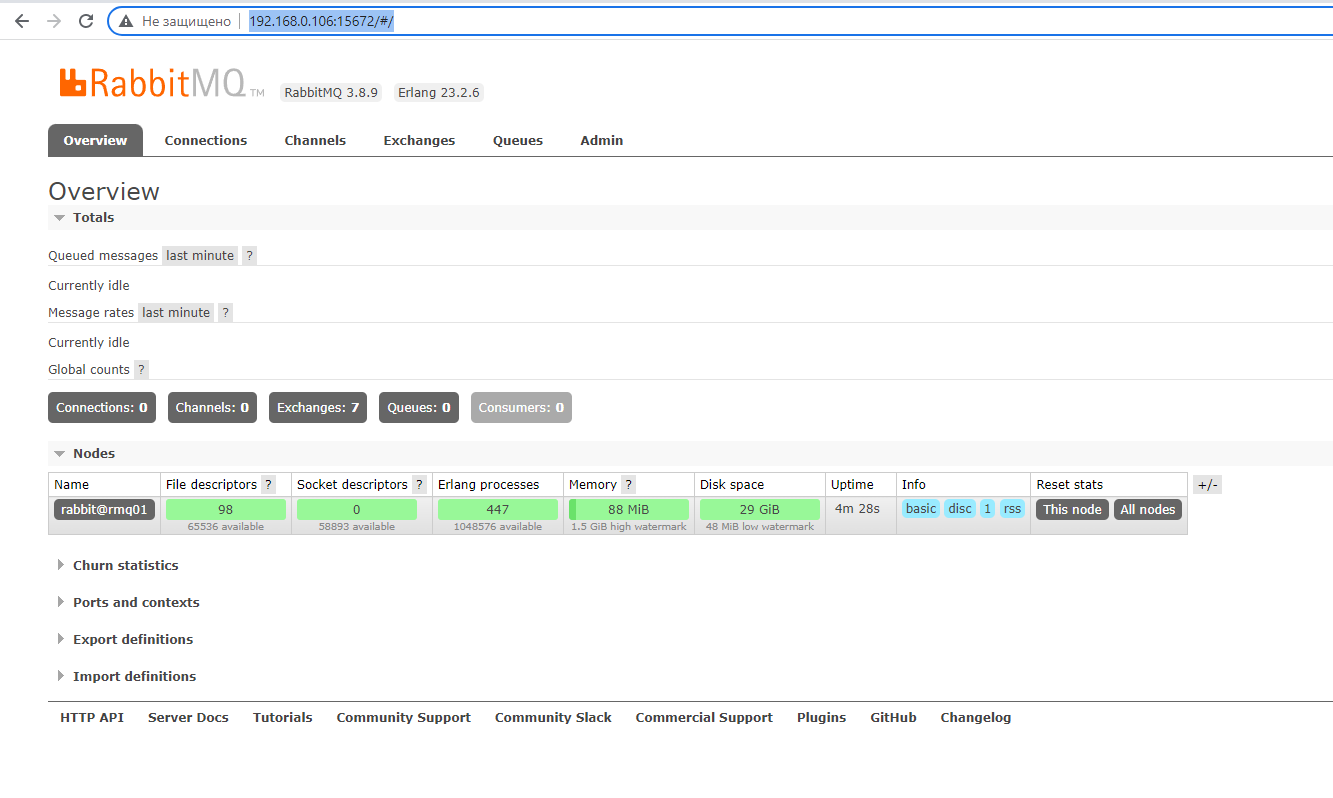 Не защищено 192.168.0.106:15672/#/
RabbitMQ TM RabbitMQ 3.8.9 Erlang 23.2.6
Overview Connections Channels Exchanges Queues Admin
Overview
Totals
Queued messages last minute ?
Currently idle
Message rates last minute ?
Currently idle
Global counts ?
Connections: 0 Channels: 0 Exchanges: 7 Queues: 0 Consumers: 0
Nodes
Name File descriptors ? Socket descriptors ? Erlang processes Memory ? Disk space Uptime Info Reset stats +/-
rabbit@rmq01 98 0 447 88 MiB 29 GiB 4m 28s basic disc 1 rss This node All nodes
65536 available 58893 available 1048576 available 1.5 GiB high watermark 48 MiB low watermark
Churn statistics
Ports and contexts
Export definitions
Import definitions
HTTP API Server Docs Tutorials Community Support Community Slack Commercial Support Plugins GitHub Changelog